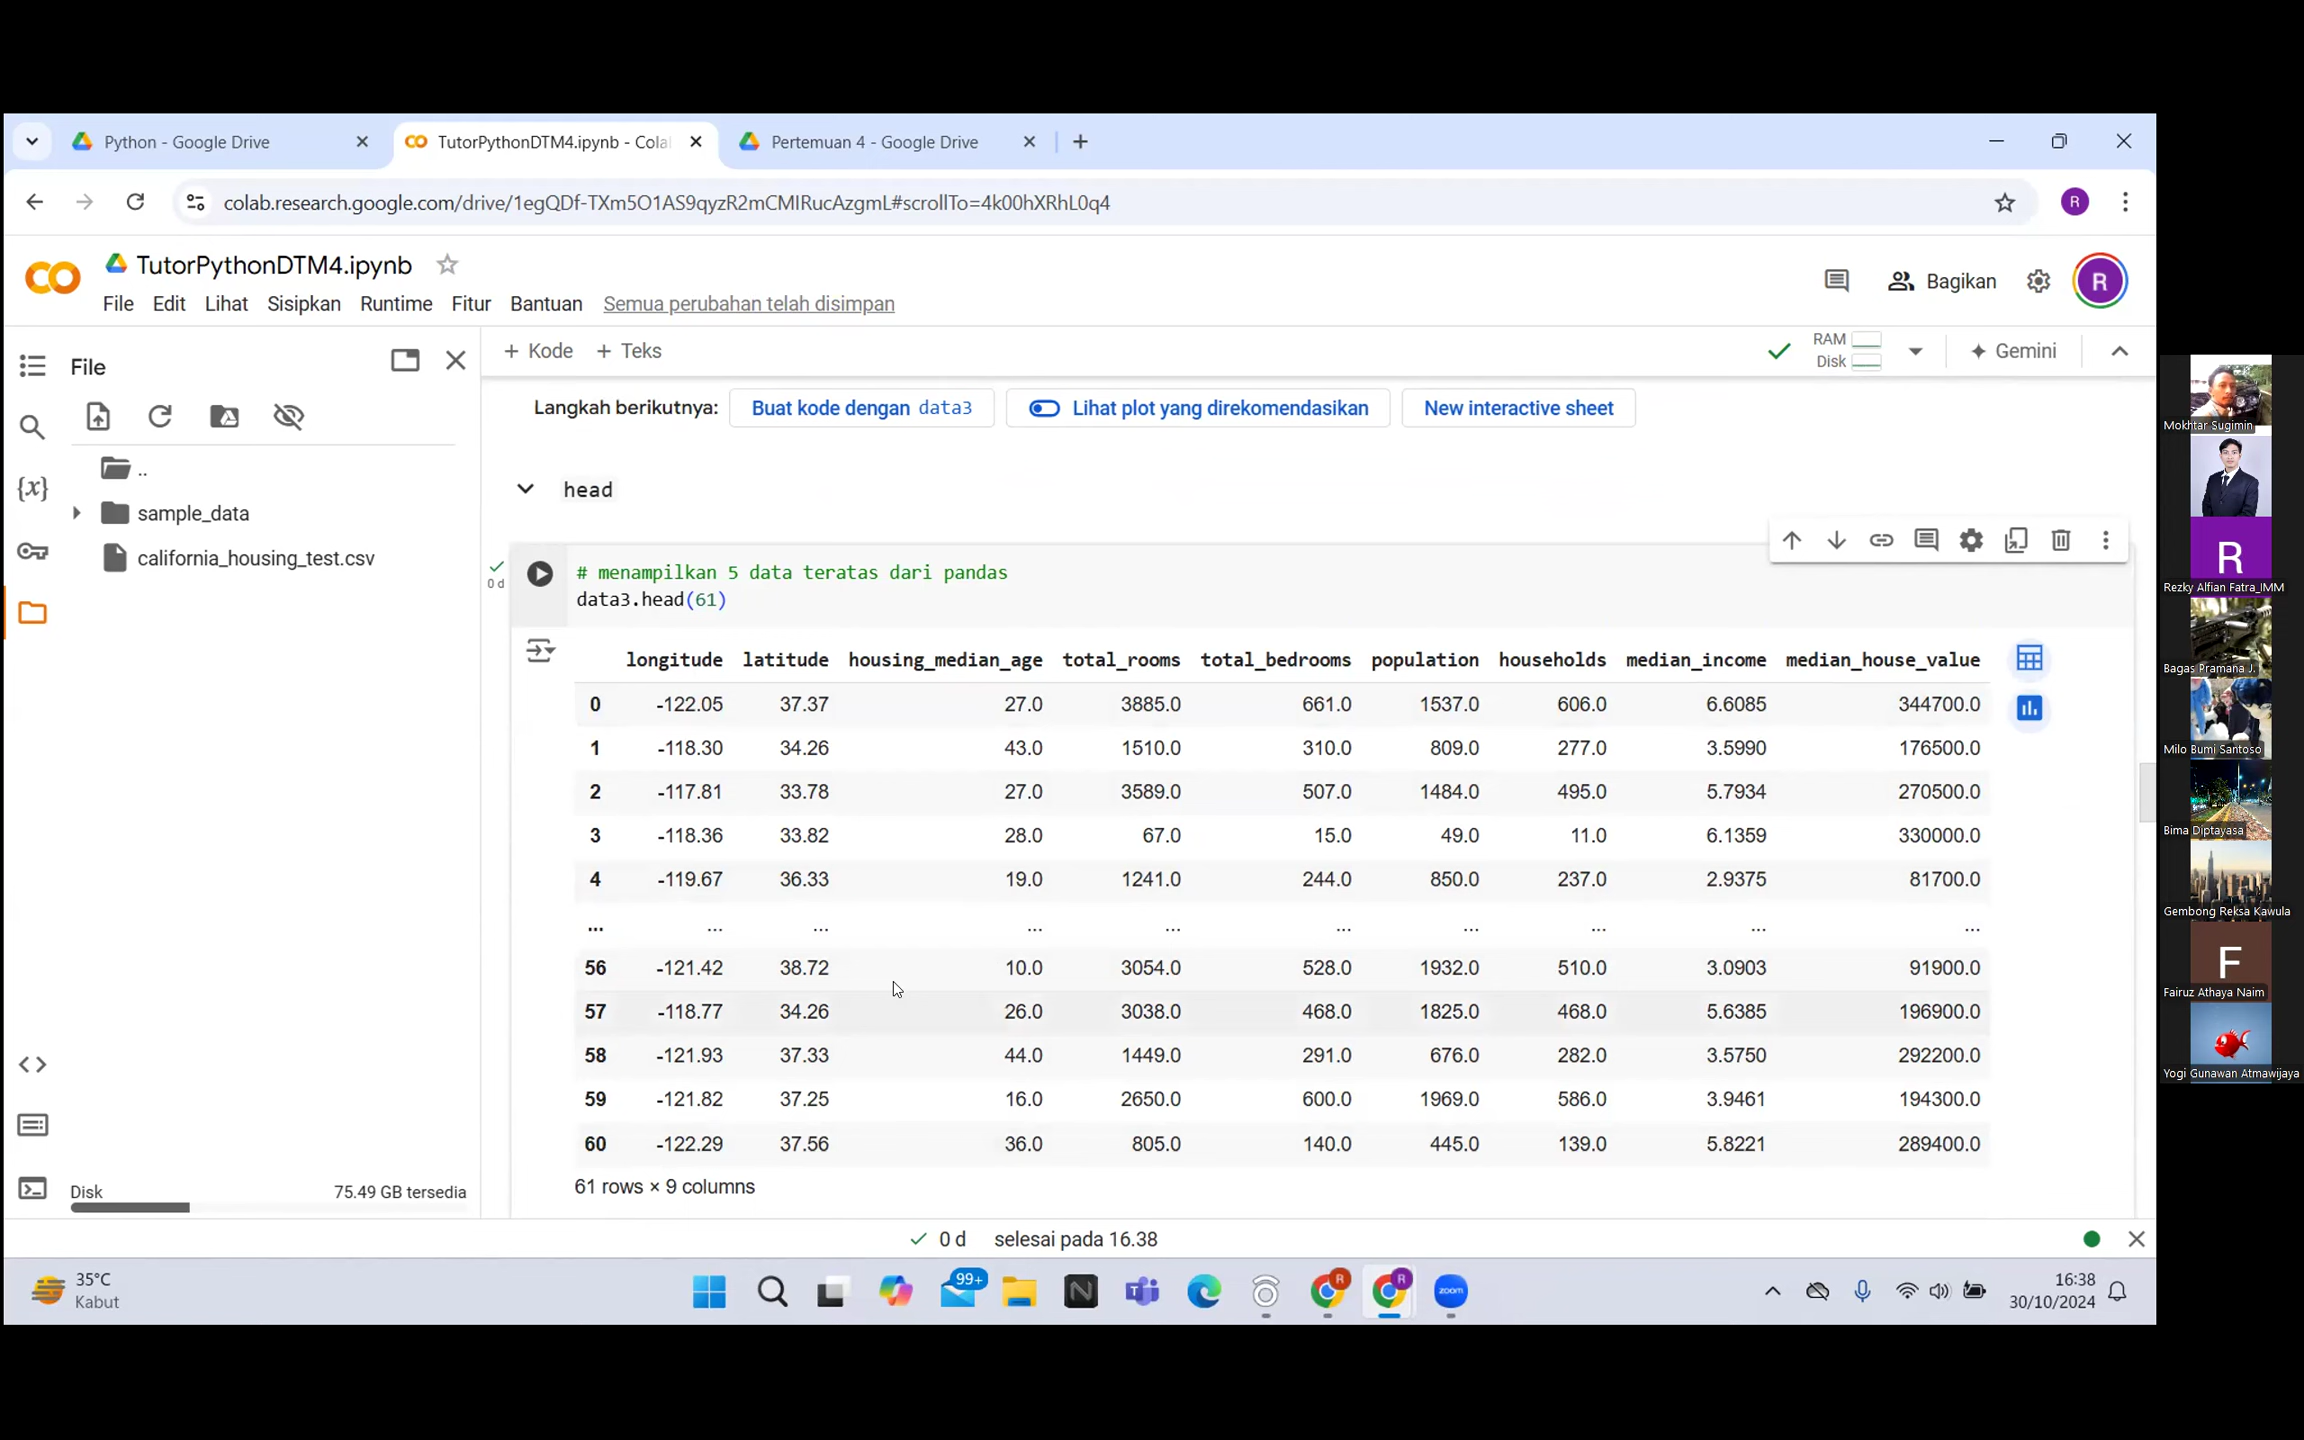 Python - Google Drive
TutorPythonDTM4.ipynb - Cola
Pertemuan 4 - Google Drive
colab.research.google.com/drive/1egQDf-TXm5O1AS9qyzR2mCMIRucAzgmL#scrollTo=4k00hXRhL0q4
R
TutorPythonDTM4.ipynb
File Edit Lihat Sisipkan Runtime Fitur Bantuan Semua perubahan telah disimpan
Bagikan
R
File
+ Kode + Teks
RAM
Disk
Gemini
..
sample_data
california_housing_test.csv
Disk 75.49 GB tersedia
Langkah berikutnya: Buat kode dengan data3 Lihat plot yang direkomendasikan New interactive sheet
head
0 d
# menampilkan 5 data teratas dari pandas
data3.head(61)
longitude latitude housing_median_age total_rooms total_bedrooms population households median_income median_house_value
0 -122.05 37.37 27.0 3885.0 661.0 1537.0 606.0 6.6085 344700.0
1 -118.30 34.26 43.0 1510.0 310.0 809.0 277.0 3.5990 176500.0
2 -117.81 33.78 27.0 3589.0 507.0 1484.0 495.0 5.7934 270500.0
3 -118.36 33.82 28.0 67.0 15.0 49.0 11.0 6.1359 330000.0
4 -119.67 36.33 19.0 1241.0 244.0 850.0 237.0 2.9375 81700.0
... ... ... ... ... ... ... ... ... ...
56 -121.42 38.72 10.0 3054.0 528.0 1932.0 510.0 3.0903 91900.0
57 -118.77 34.26 26.0 3038.0 468.0 1825.0 468.0 5.6385 196900.0
58 -121.93 37.33 44.0 1449.0 291.0 676.0 282.0 3.5750 292200.0
59 -121.82 37.25 16.0 2650.0 600.0 1969.0 586.0 3.9461 194300.0
60 -122.29 37.56 36.0 805.0 140.0 445.0 139.0 5.8221 289400.0
61 rows × 9 columns
0 d selesai pada 16.38
35°C
Kabut
99+
N
T
R
R
zoom
16:38
30/10/2024
Mokhtar Sugimin
R
Rezky Alfian Fatra_IMM
Bagas Pramana J.
Milo Bumi Santoso
Bima Diptayasa
Gembong Reksa Kawula
F
Fairuz Athaya Naim
Yogi Gunawan Atmawijaya